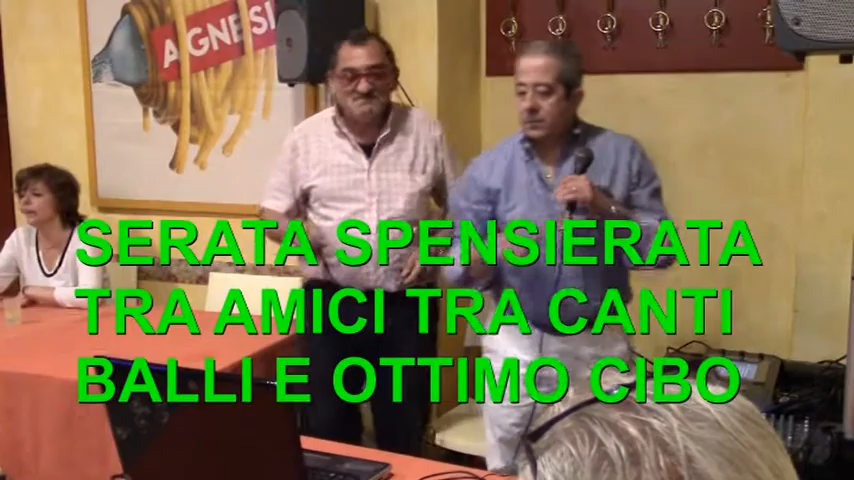 AGNESI
SERATA SPENSIERATA
TRA AMICI TRA CANTI
BALLI E OTTIMO CIBO